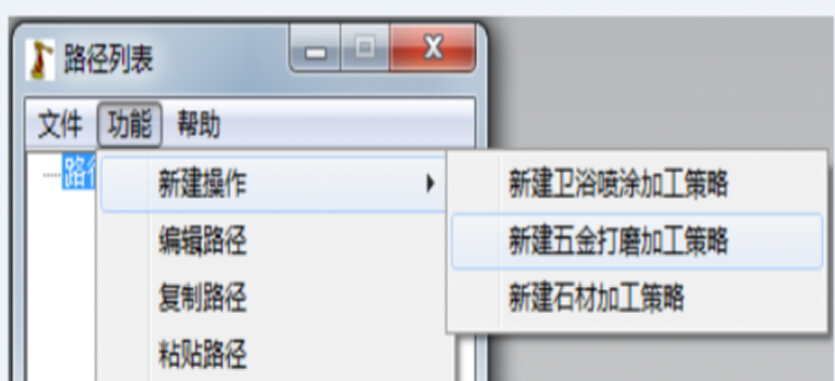 路径列表
文件 功能 帮助
路径
新建操作
编辑路径
复制路径
粘贴路径
新建卫浴喷涂加工策略
新建五金打磨加工策略
新建石材加工策略